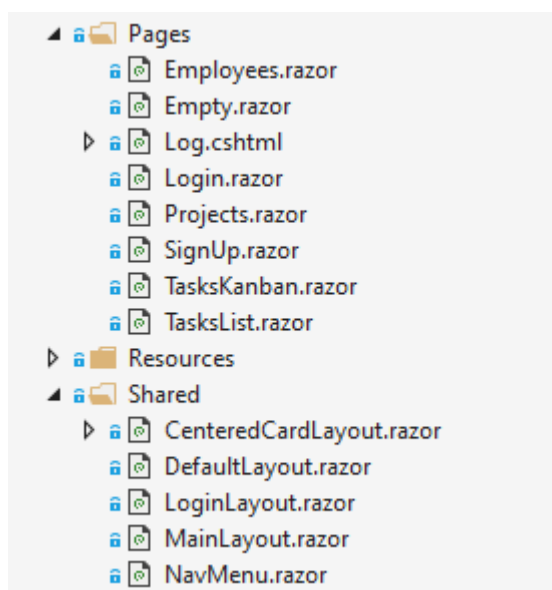 Pages
Employees.razor
Empty.razor
Log.cshtml
Login.razor
Projects.razor
SignUp.razor
TasksKanban.razor
TasksList.razor
Resources
Shared
CenteredCardLayout.razor
DefaultLayout.razor
LoginLayout.razor
MainLayout.razor
NavMenu.razor